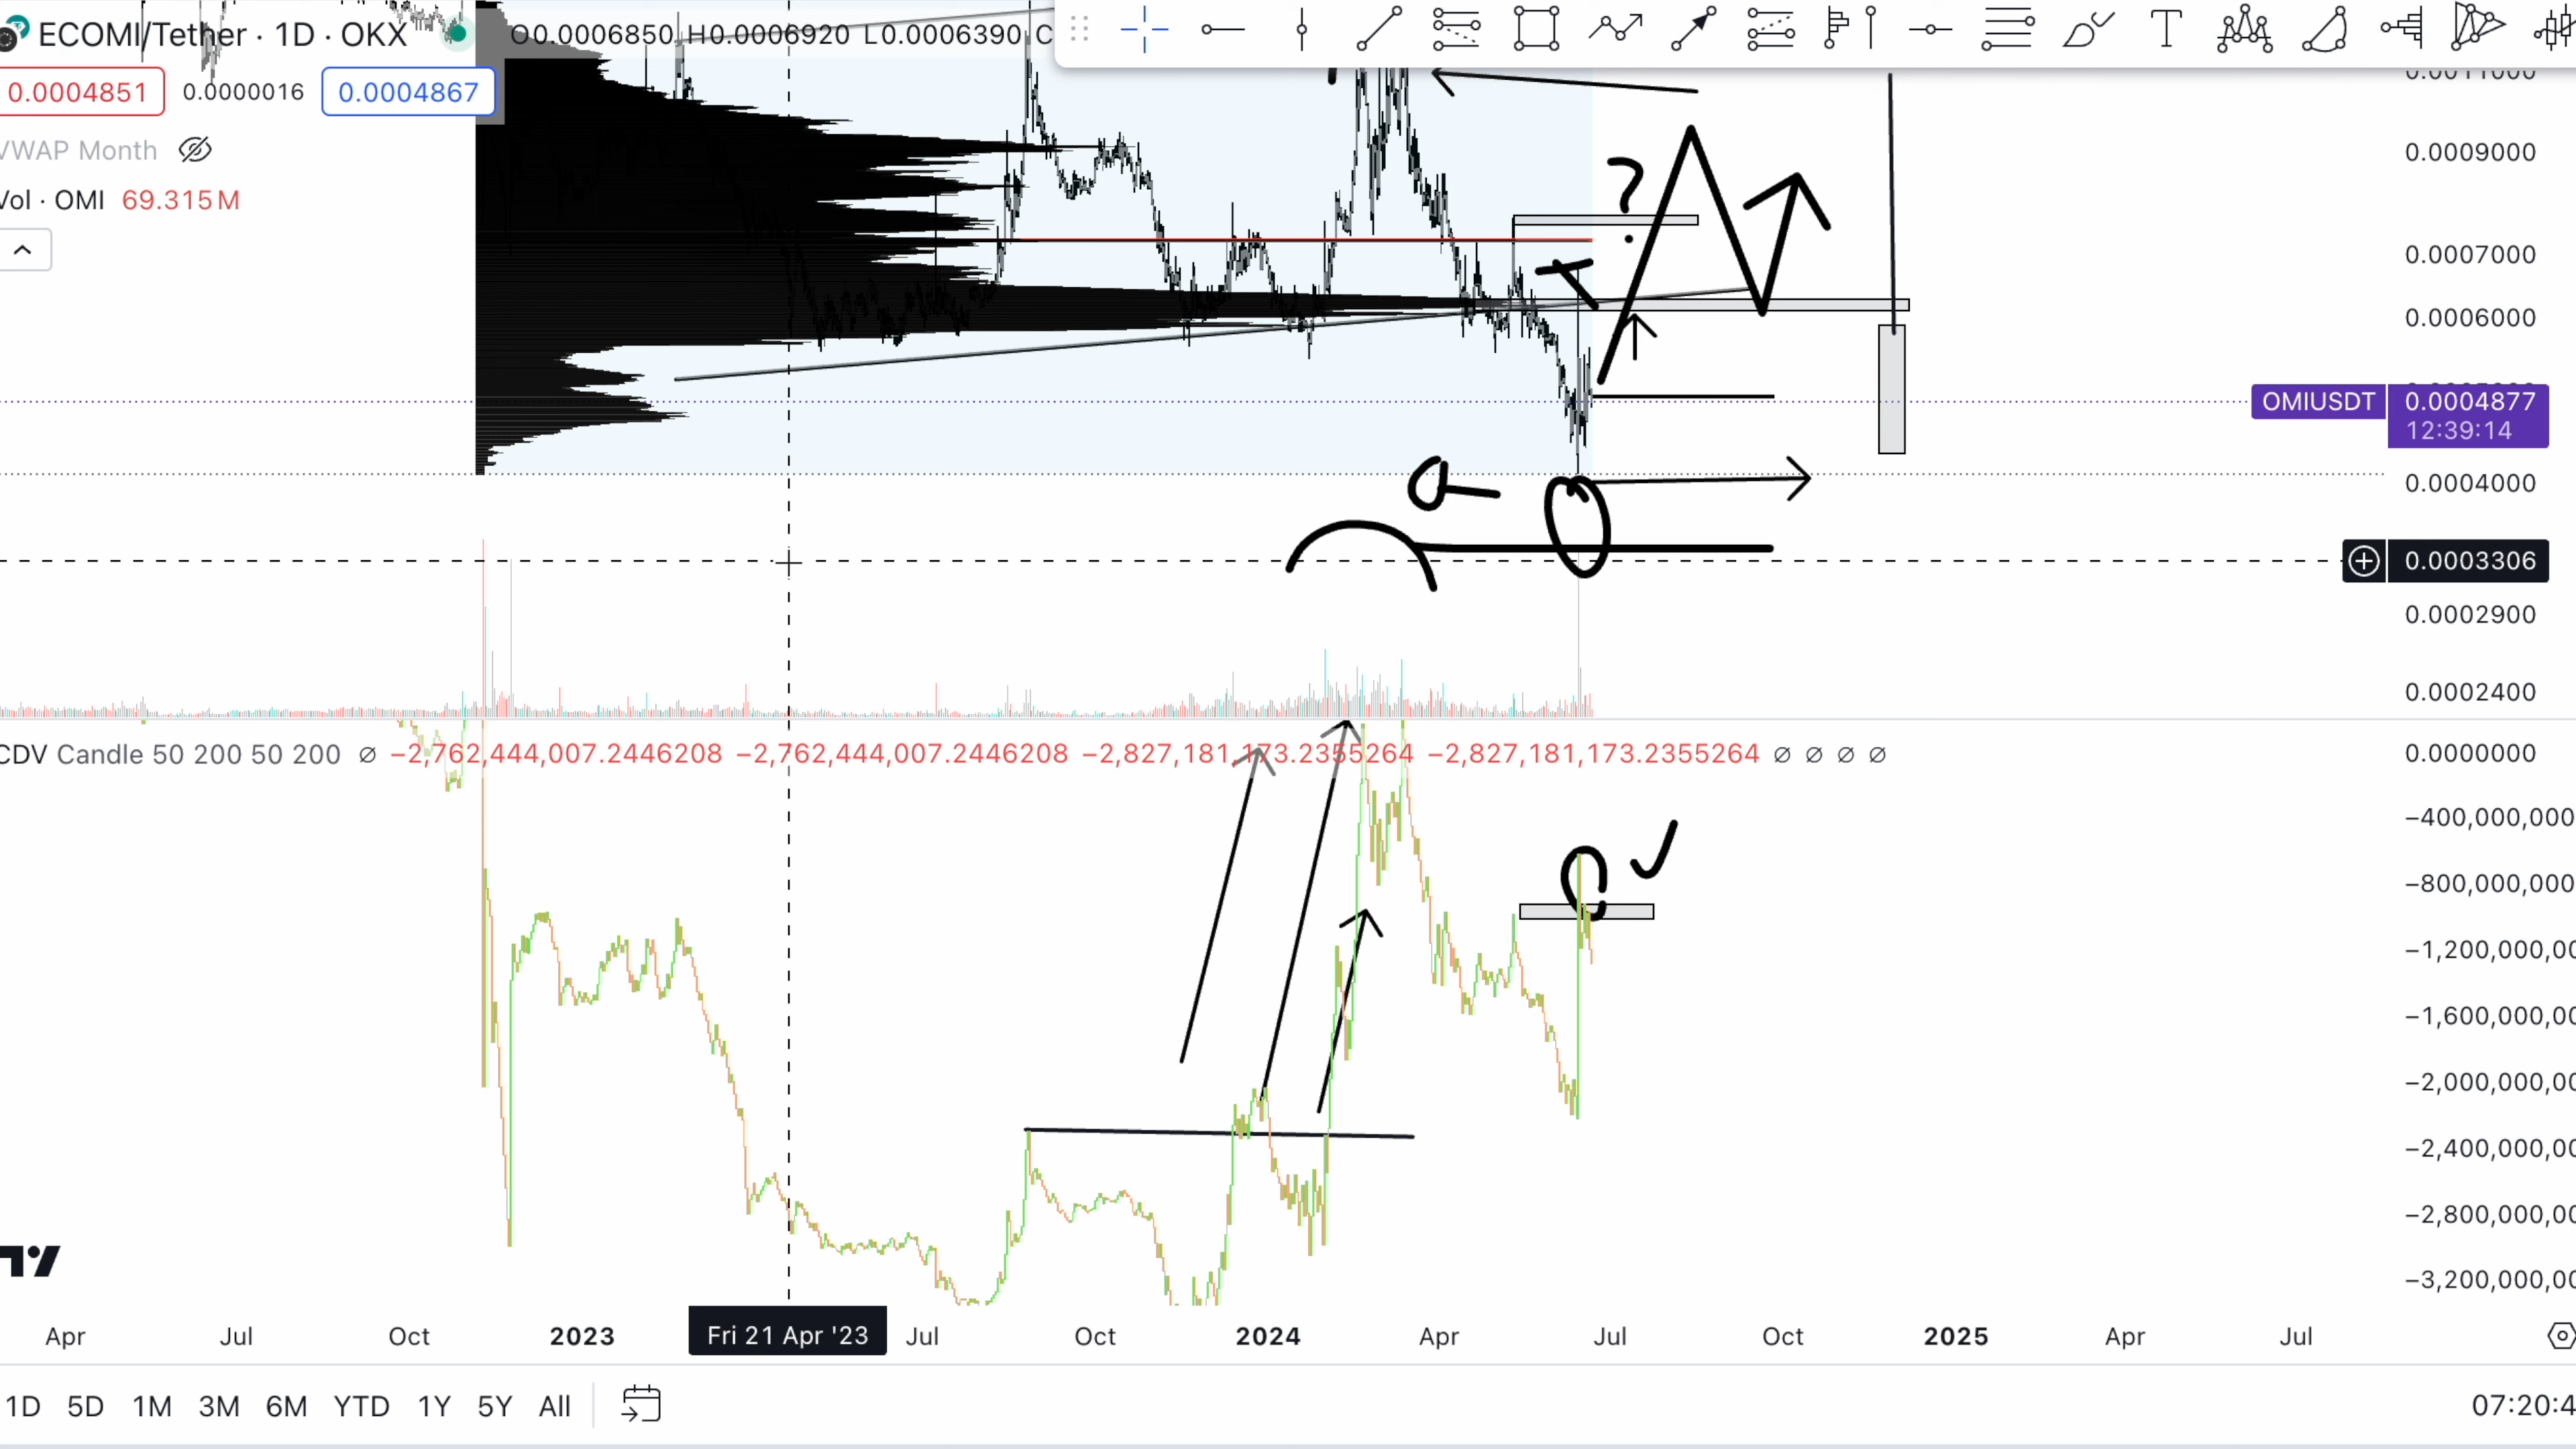 ECOMI/Tether · 1D · OKX
O0.0006850 H0.0006920 L0.0006390 C
0.0004851 0.0000016 0.0004867
VWAP Month
Vol · OMI 69.315M
0.0011000
0.0009000
?
0.0007000
0.0006000
OMIUSDT 0.0004877
12:39:14
0.0004000
0.0003306
0.0002900
0.0002400
CDV Candle 50 200 50 200 ∅ −2,762,444,007.2446208 −2,762,444,007.2446208 −2,827,181,173.2355264 −2,827,181,173.2355264 ∅ ∅ ∅ ∅
0.0000000
−400,000,000
−800,000,000
−1,200,000,00
−1,600,000,00
−2,000,000,00
−2,400,000,00
−2,800,000,00
−3,200,000,00
Apr Jul Oct 2023 Fri 21 Apr '23 Jul Oct 2024 Apr Jul Oct 2025 Apr Jul
1D 5D 1M 3M 6M YTD 1Y 5Y All
07:20:4